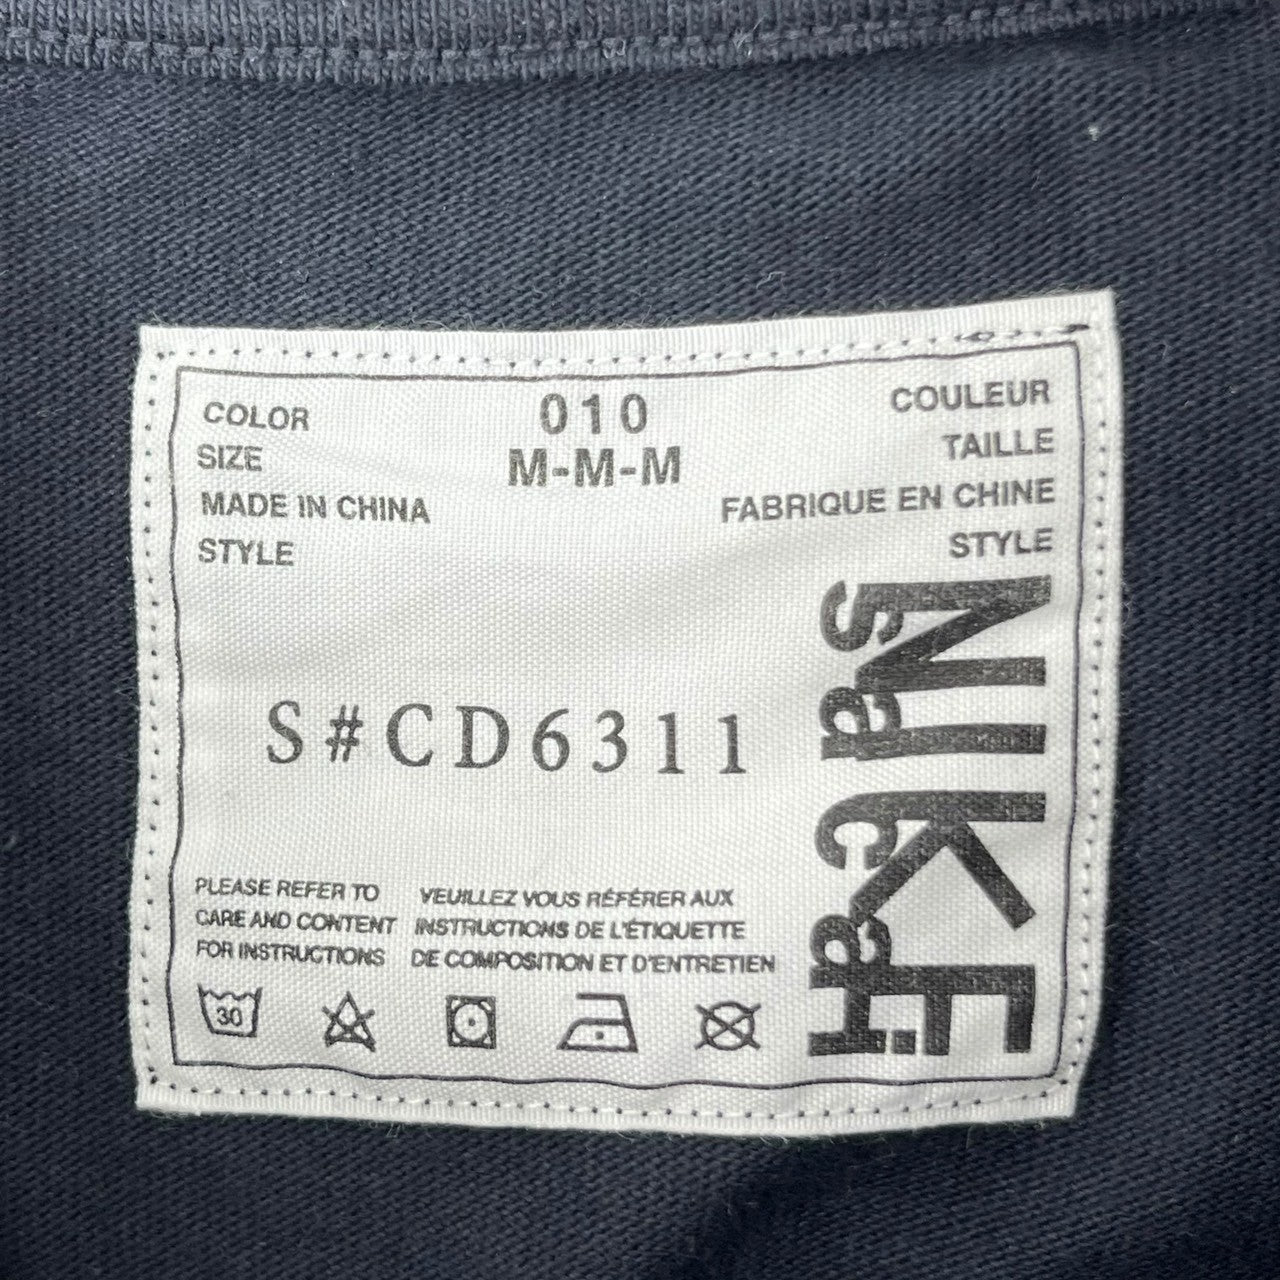 COLOR 010 COULEUR
SIZE M-M-M TAILLE
MADE IN CHINA FABRIQUE EN CHINE
STYLE STYLE
S#CD6311
NIKE
sacai
PLEASE REFER TO
CARE AND CONTENT
FOR INSTRUCTIONS
VEUILLEZ VOUS RÉFÉRER AUX
INSTRUCTIONS DE L'ÉTIQUETTE
DE COMPOSITION ET D'ENTRETIEN
30